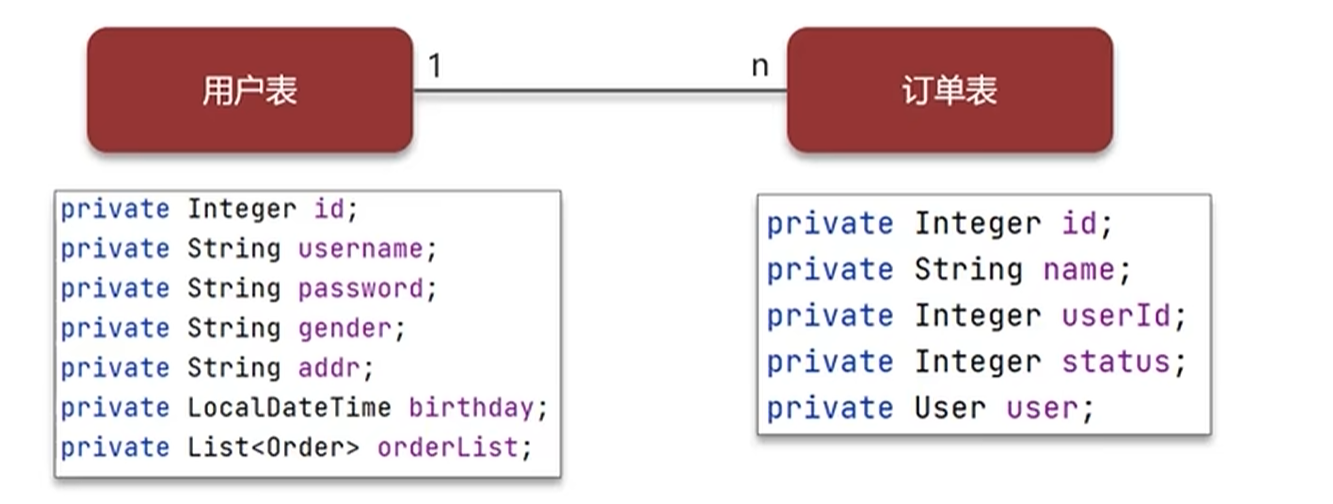 用户表
1
n
订单表
private Integer id;
private String username;
private String password;
private String gender;
private String addr;
private LocalDateTime birthday;
private List<Order> orderList;
private Integer id;
private String name;
private Integer userId;
private Integer status;
private User user;